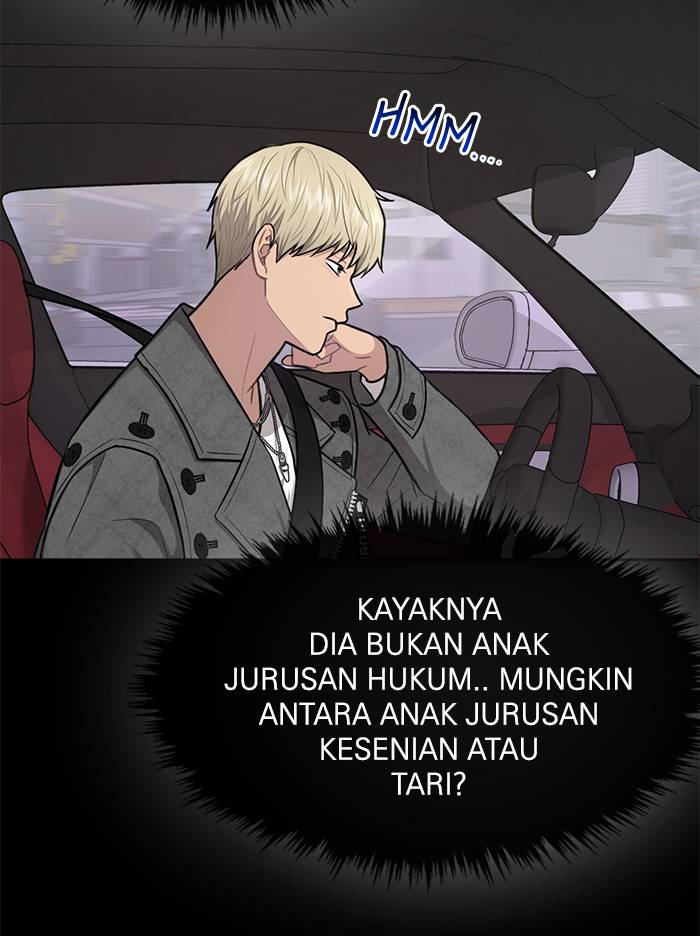 HMM....
KAYAKNYA
DIA BUKAN ANAK
JURUSAN HUKUM.. MUNGKIN
ANTARA ANAK JURUSAN
KESENIAN ATAU
TARI?